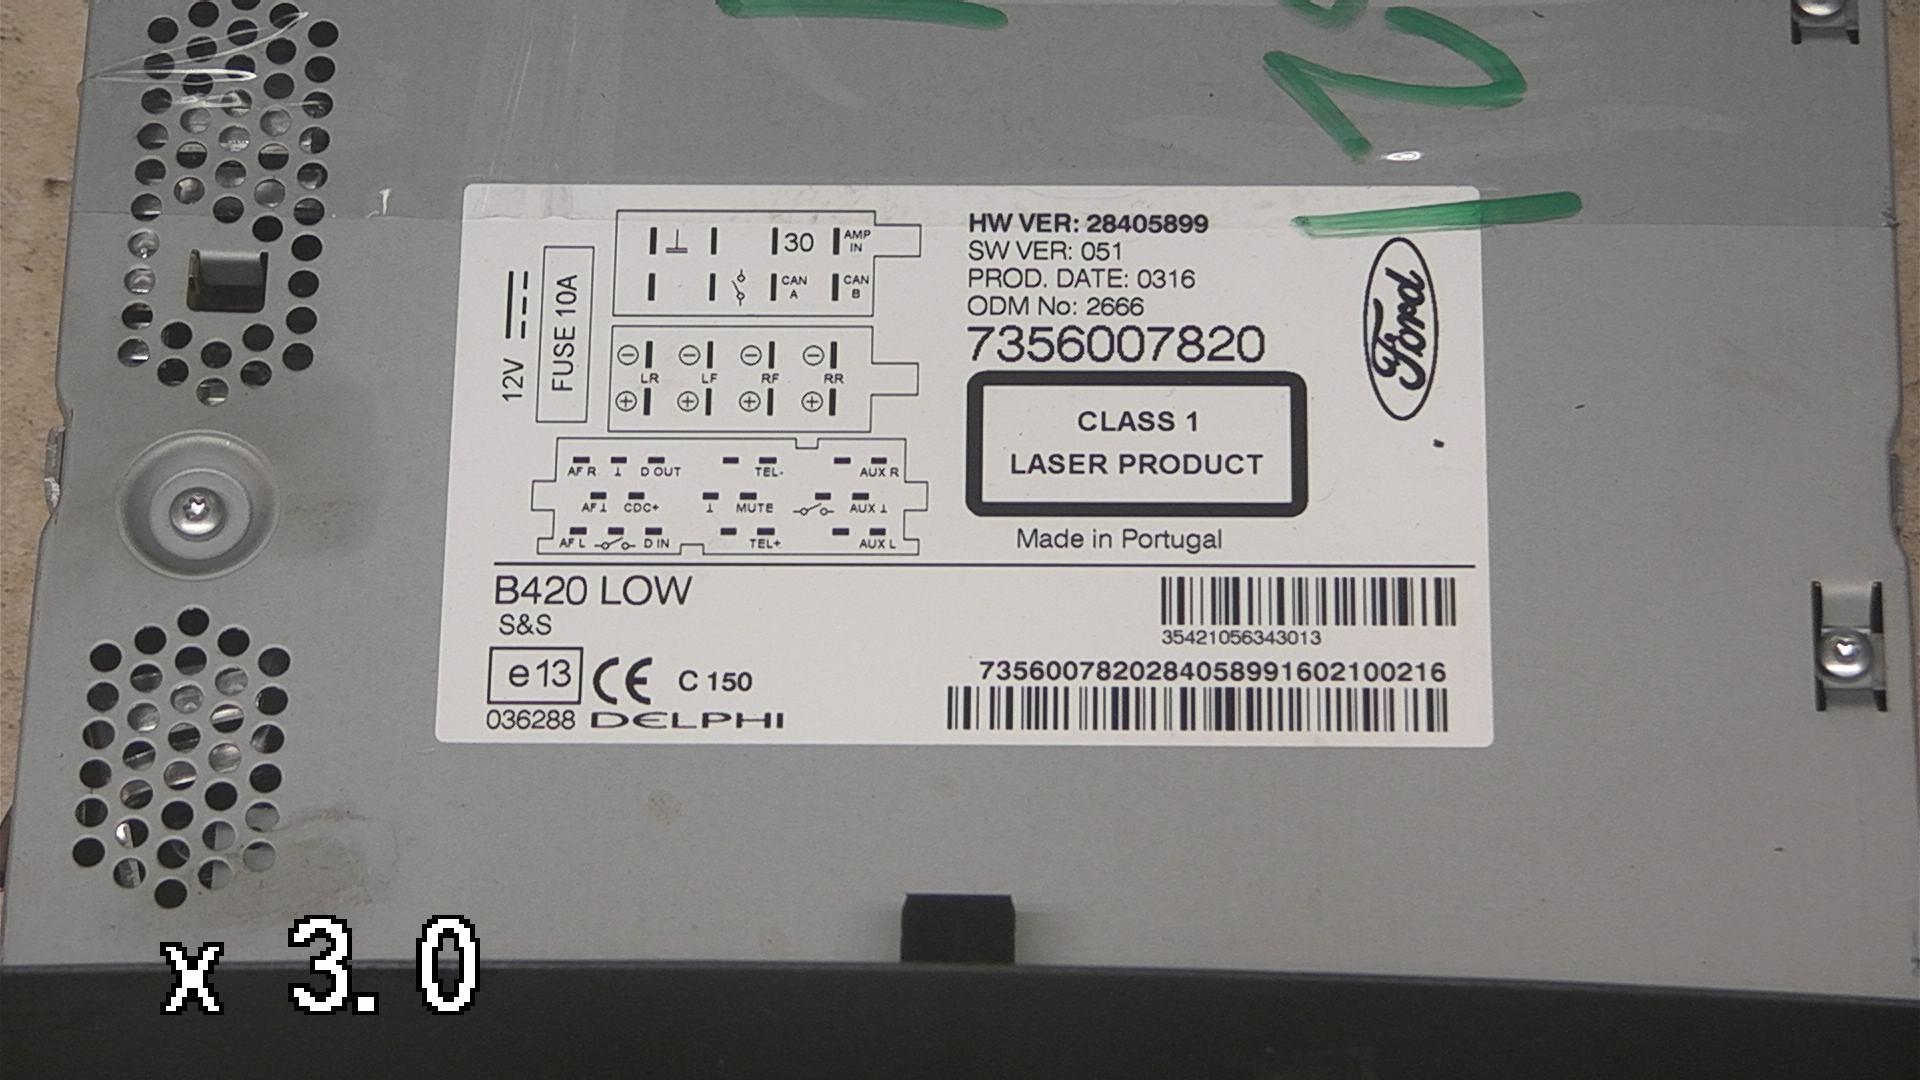 30 AMP IN
CAN A CAN B
12V
FUSE 10A
LR LF RF RR
AF R D OUT TEL- AUX R
AF CDC+ MUTE AUX
AF L D IN TEL+ AUX L
HW VER: 28405899
SW VER: 051
PROD. DATE: 0316
ODM No: 2666
7356007820
Ford
CLASS 1
LASER PRODUCT
Made in Portugal
B420 LOW
S&S
35421056343013
e13 CE C 150
036288 DELPHI
7356007820284058991602100216
x 3.0